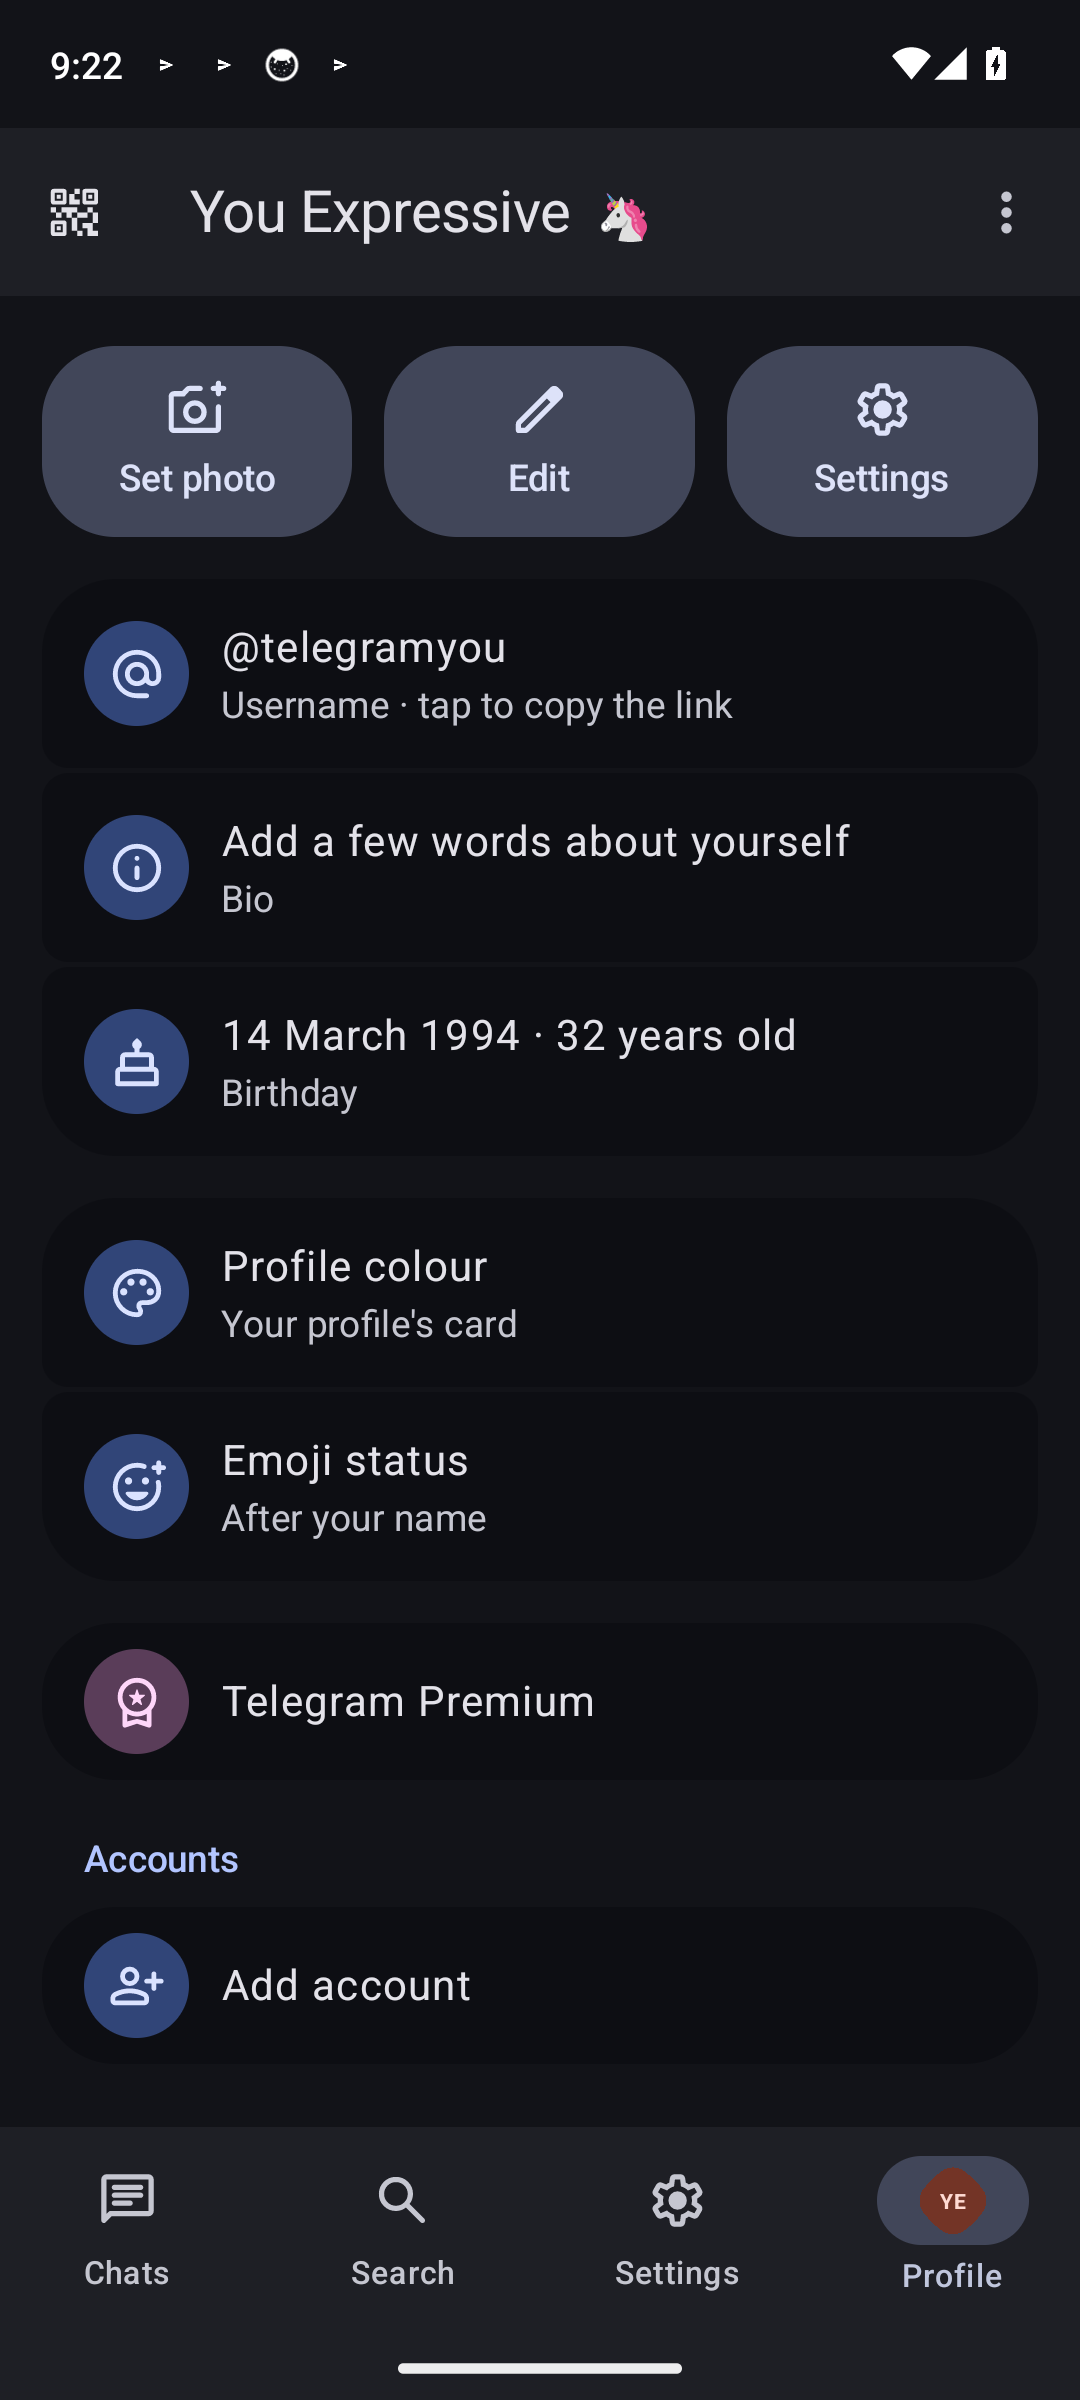 9:22
You Expressive 🦄
Set photo
Edit
Settings
@telegramyou
Username · tap to copy the link
Add a few words about yourself
Bio
14 March 1994 · 32 years old
Birthday
Profile colour
Your profile's card
Emoji status
After your name
Telegram Premium
Accounts
Add account
YE
Chats
Search
Settings
Profile